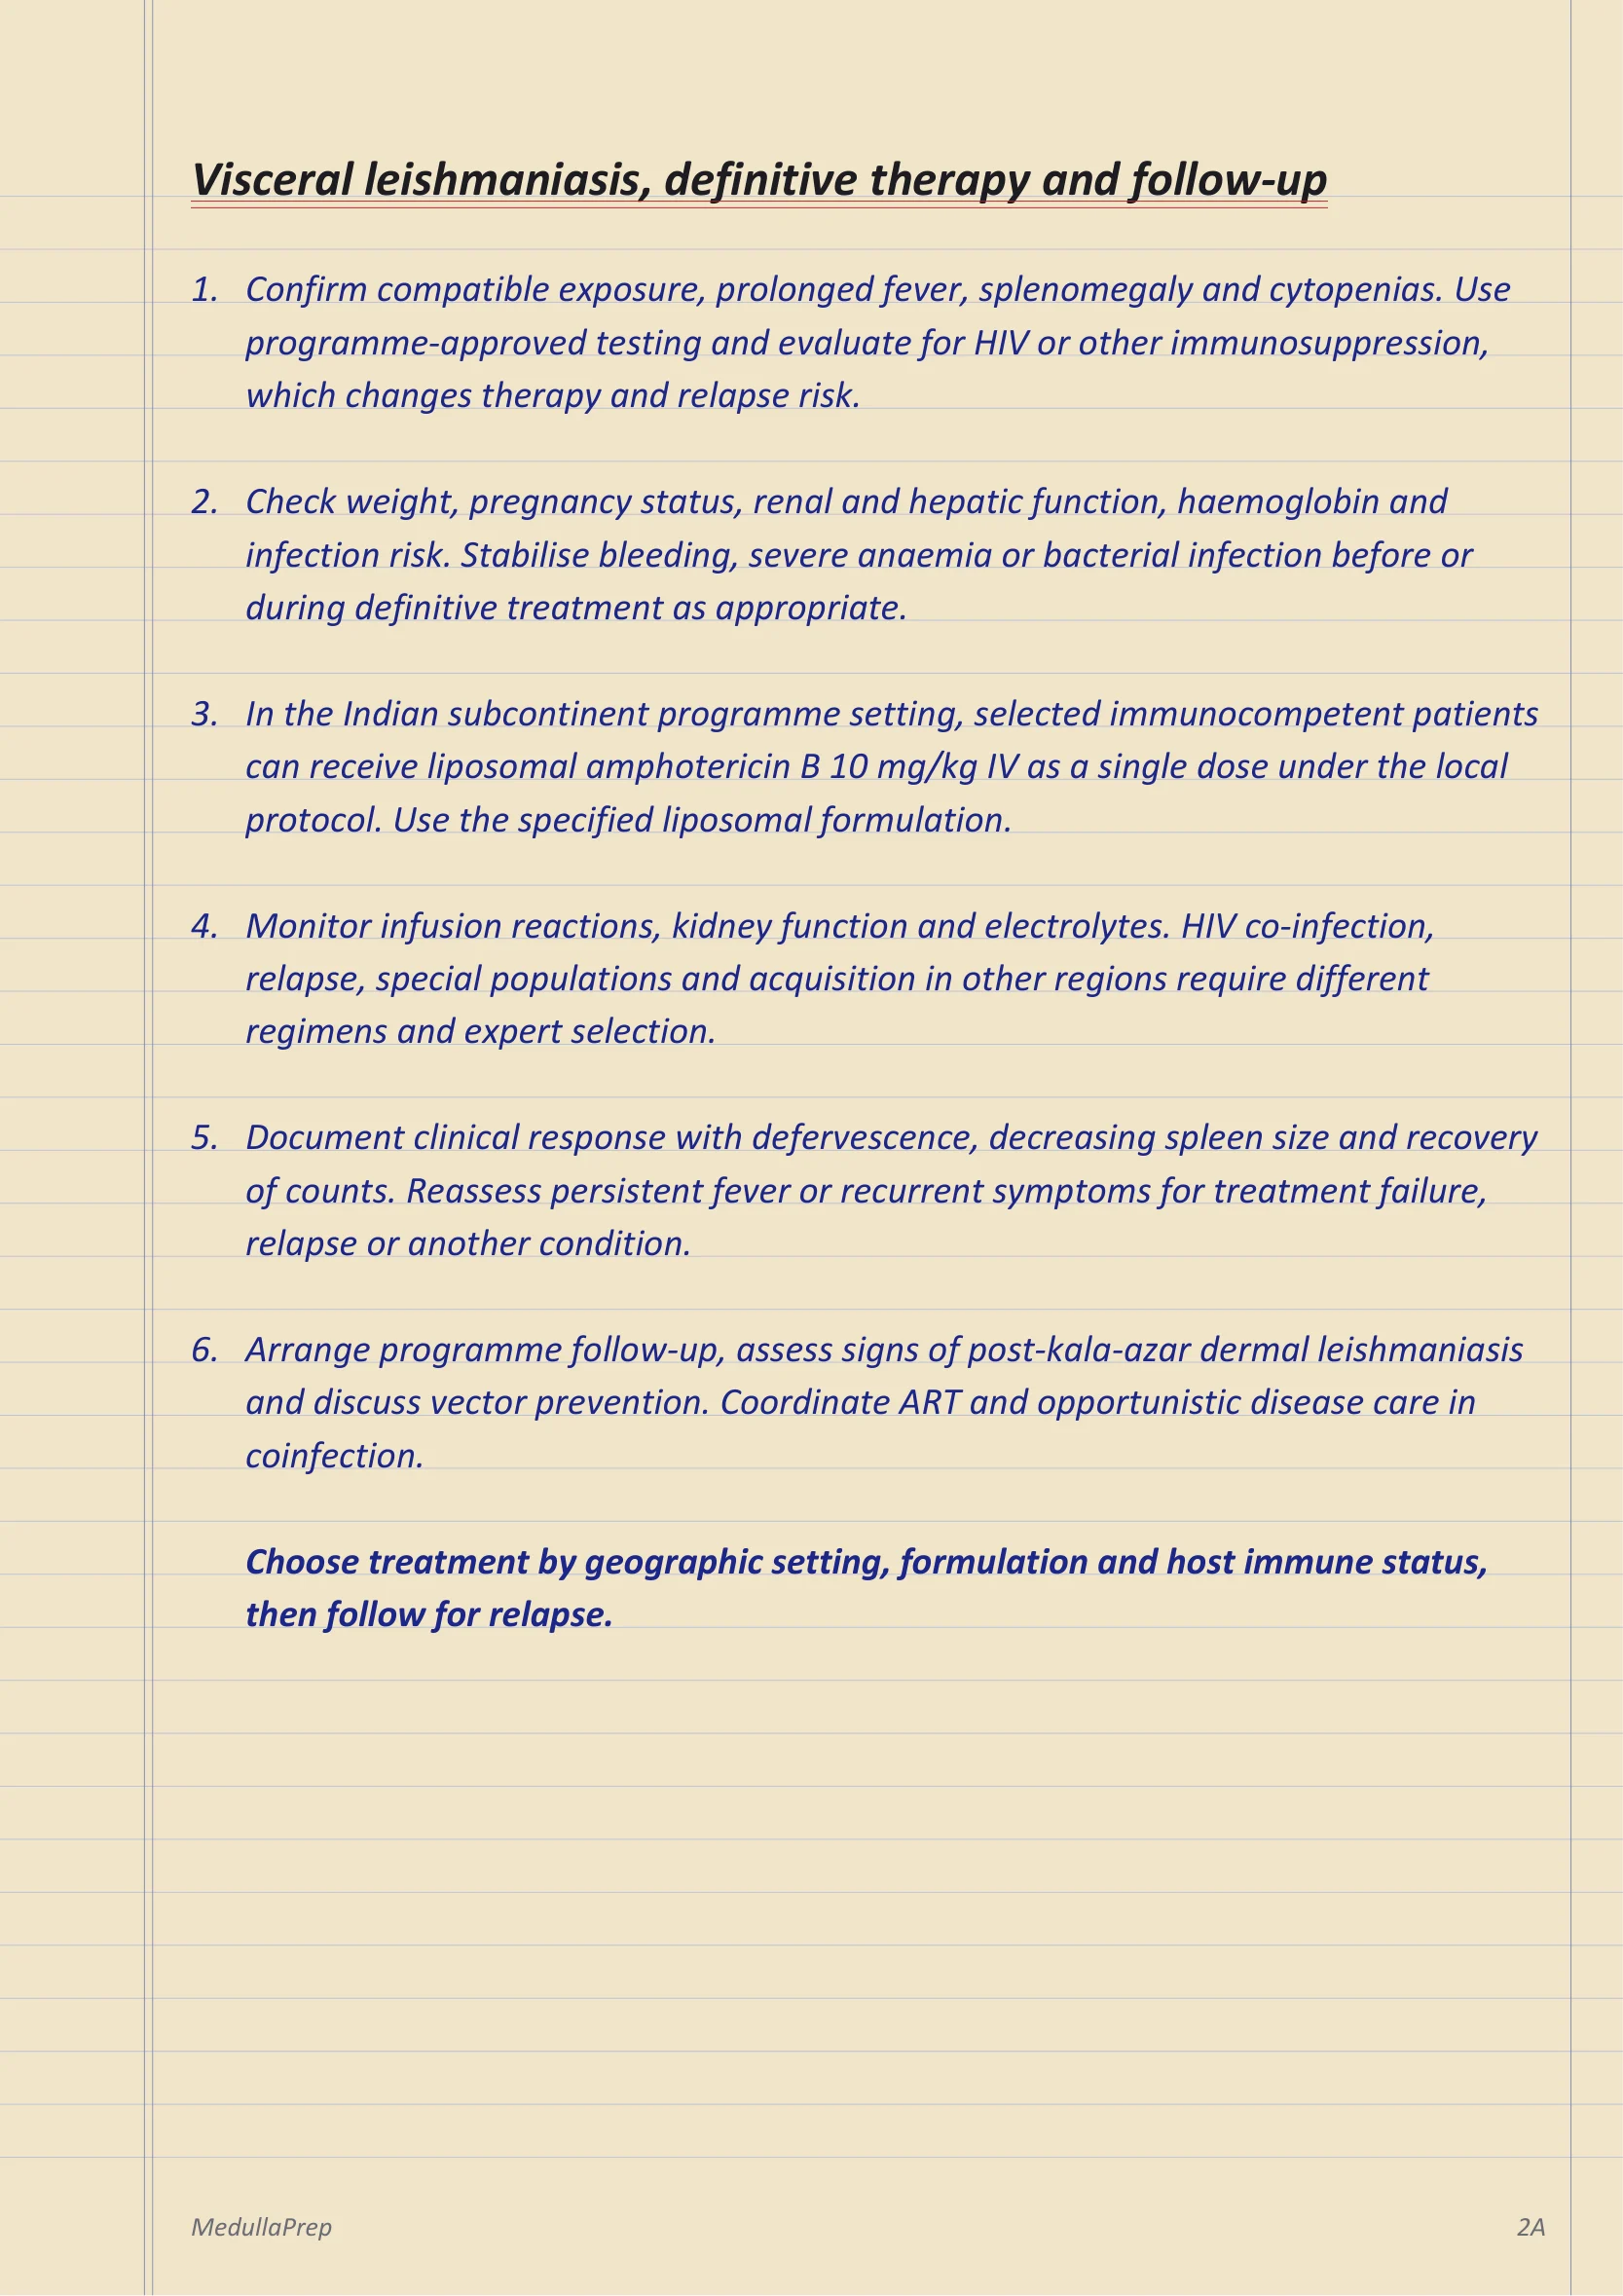 Visceral leishmaniasis, definitive therapy and follow-up
1. Confirm compatible exposure, prolonged fever, splenomegaly and cytopenias. Use
programme-approved testing and evaluate for HIV or other immunosuppression,
which changes therapy and relapse risk.
2. Check weight, pregnancy status, renal and hepatic function, haemoglobin and
infection risk. Stabilise bleeding, severe anaemia or bacterial infection before or
during definitive treatment as appropriate.
3. In the Indian subcontinent programme setting, selected immunocompetent patients
can receive liposomal amphotericin B 10 mg/kg IV as a single dose under the local
protocol. Use the specified liposomal formulation.
4. Monitor infusion reactions, kidney function and electrolytes. HIV co-infection,
relapse, special populations and acquisition in other regions require different
regimens and expert selection.
5. Document clinical response with defervescence, decreasing spleen size and recovery
of counts. Reassess persistent fever or recurrent symptoms for treatment failure,
relapse or another condition.
6. Arrange programme follow-up, assess signs of post-kala-azar dermal leishmaniasis
and discuss vector prevention. Coordinate ART and opportunistic disease care in
coinfection.
Choose treatment by geographic setting, formulation and host immune status,
then follow for relapse.
MedullaPrep
2A